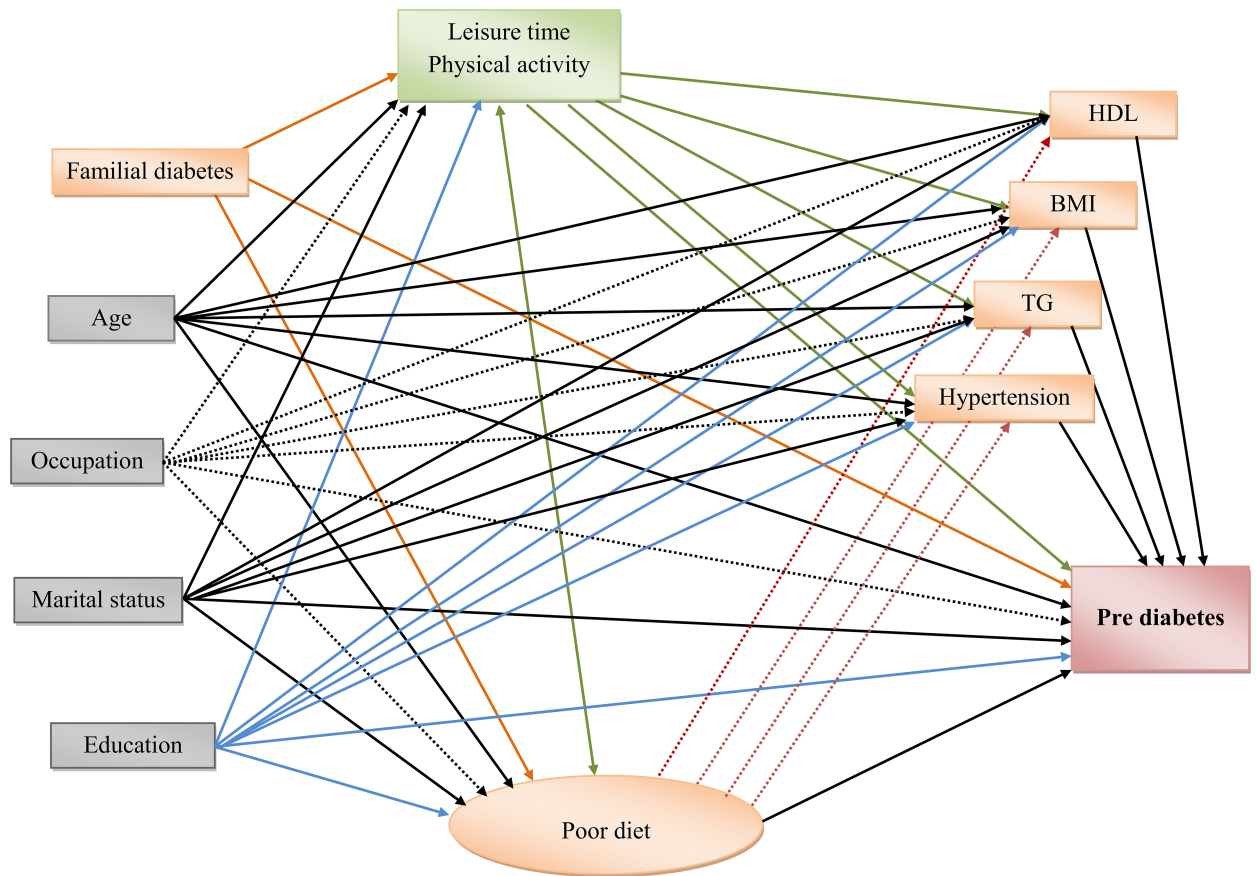 Leisure time
Physical activity
HDL
Familial diabetes
BMI
Age
TG
Hypertension
Occupation
Marital status
Pre diabetes
Education
Poor diet